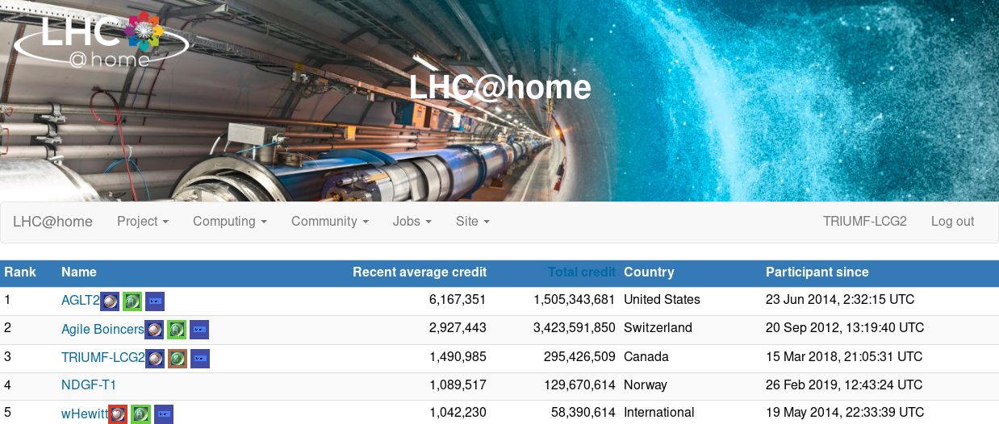 LHC
@home
LHC@home
LHC@home Project Computing Community Jobs Site TRIUMF-LCG2 Log out
Rank Name Recent average credit Total credit Country Participant since
1 AGLT2 6,167,351 1,505,343,681 United States 23 Jun 2014, 2:32:15 UTC
2 Agile Boincers 2,927,443 3,423,591,850 Switzerland 20 Sep 2012, 13:19:40 UTC
3 TRIUMF-LCG2 1,490,985 295,426,509 Canada 15 Mar 2018, 21:05:31 UTC
4 NDGF-T1 1,089,517 129,670,614 Norway 26 Feb 2019, 12:43:24 UTC
5 wHewitt 1,042,230 58,390,614 International 19 May 2014, 22:33:39 UTC